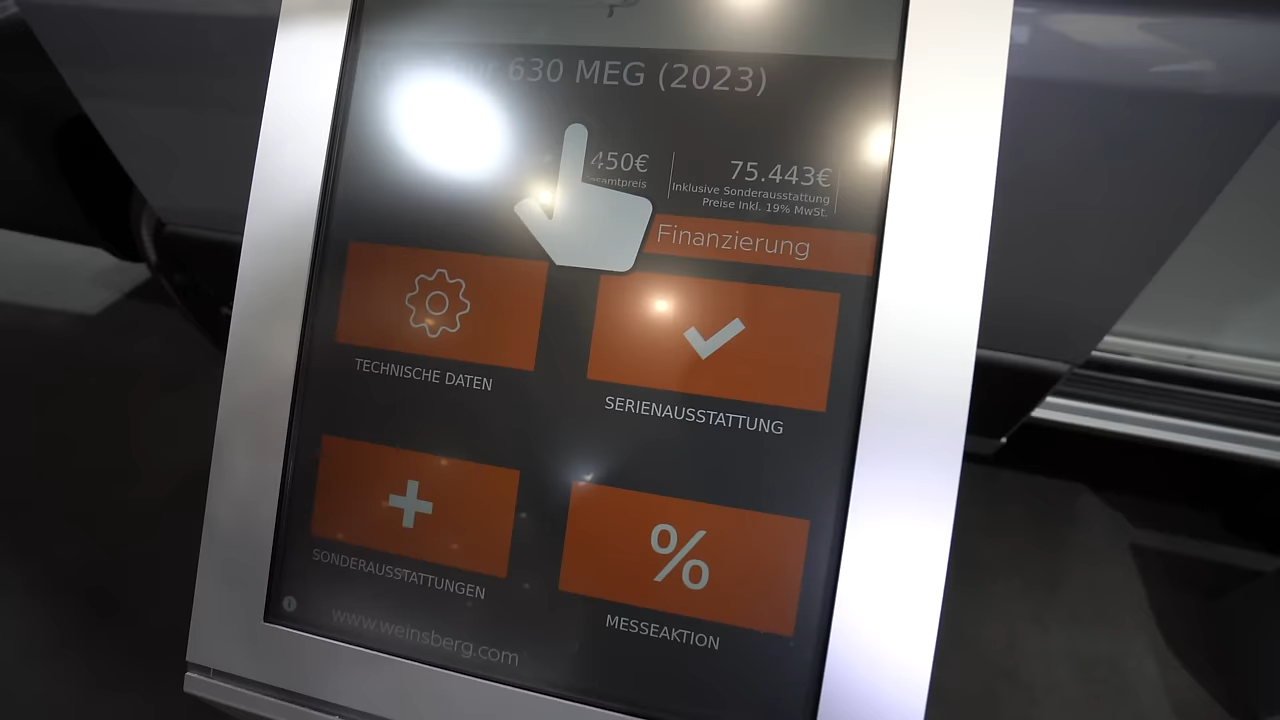 630 MEG (2023)
450€
75.443€
Inklusive Sonderausstattung
Preise Inkl. 19% MwSt.
Finanzierung
TECHNISCHE DATEN
SERIENAUSSTATTUNG
SONDERAUSSTATTUNGEN
MESSEAKTION
www.weinsberg.com